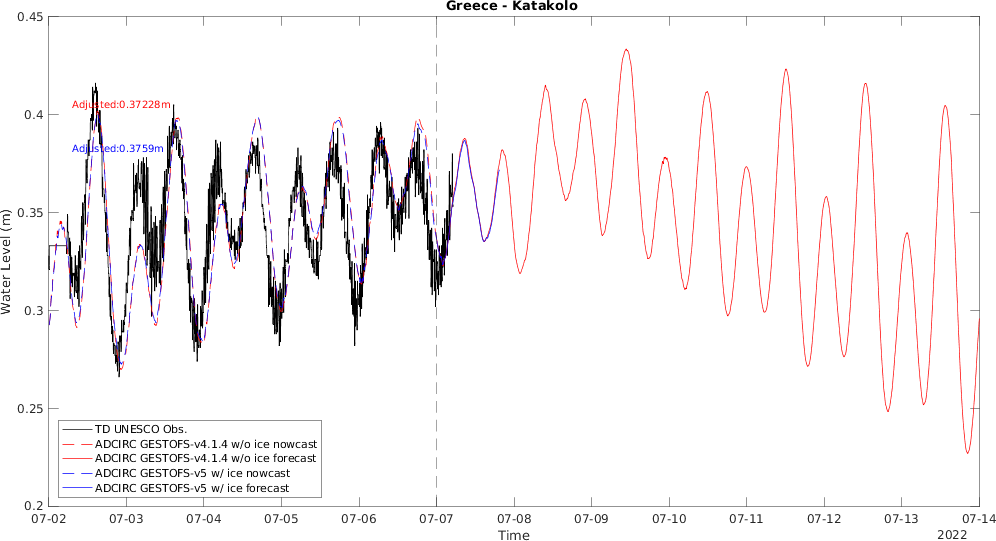 Greece - Katakolo
0.45
0.4
0.35
0.3
0.25
0.2
Water Level (m)
Adjusted:0.37228m
Adjusted:0.3759m
TD UNESCO Obs.
ADCIRC GESTOFS-v4.1.4 w/o ice nowcast
ADCIRC GESTOFS-v4.1.4 w/o ice forecast
ADCIRC GESTOFS-v5 w/ ice nowcast
ADCIRC GESTOFS-v5 w/ ice forecast
07-02 07-03 07-04 07-05 07-06 07-07 07-08 07-09 07-10 07-11 07-12 07-13 07-14
Time
2022